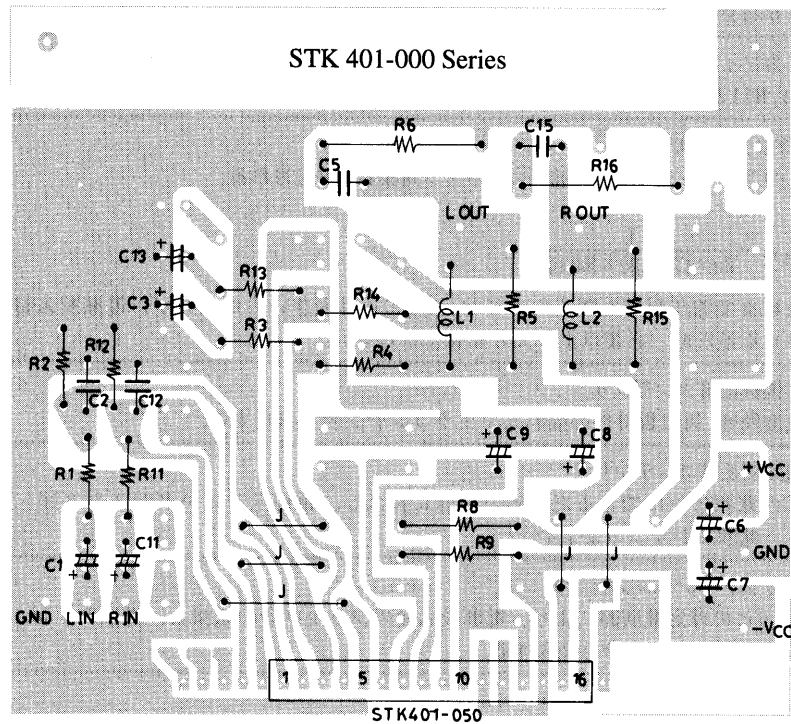 STK 401-000 Series
R6
C15
C5
R16
L OUT
R OUT
+
C13
R13
+
C3
R14
R3
L1
R5
L2
R15
R2
R12
R4
C2
C12
+
C9
C8
+
R1
R11
+VCC
J
R8
+
C6
C1
C11
R9
GND
+
+
J
J
J
+
C7
J
GND
L IN
R IN
-VCC
1
5
10
16
STK401-050